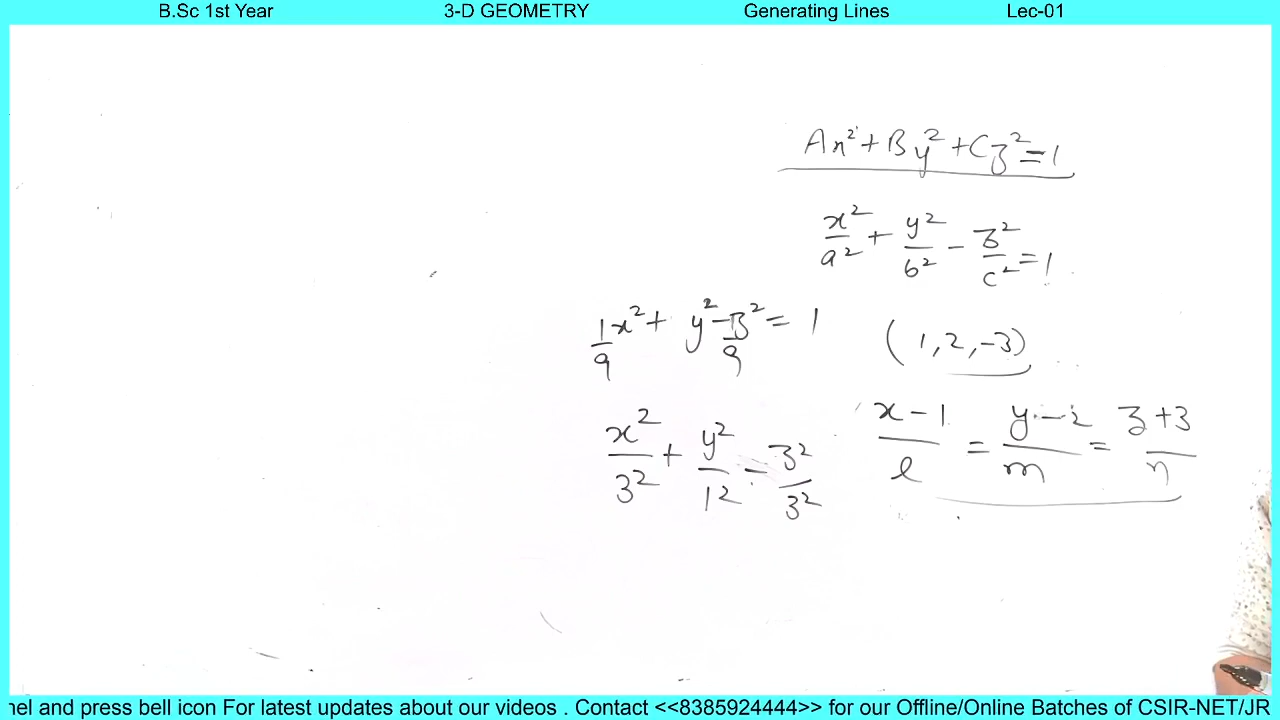 B.Sc 1st Year 3-D GEOMETRY Generating Lines Lec-01
Ax² + By² + Cz² = 1
x²/a² + y²/b² - z²/c² = 1
1/9 x² + y² - z²/9 = 1
(1, 2, -3)
x²/3² + y²/1² - z²/3²
x-1/l = y-2/m = z+3/n
nel and press bell icon For latest updates about our videos . Contact <<8385924444>> for our Offline/Online Batches of CSIR-NET/JR